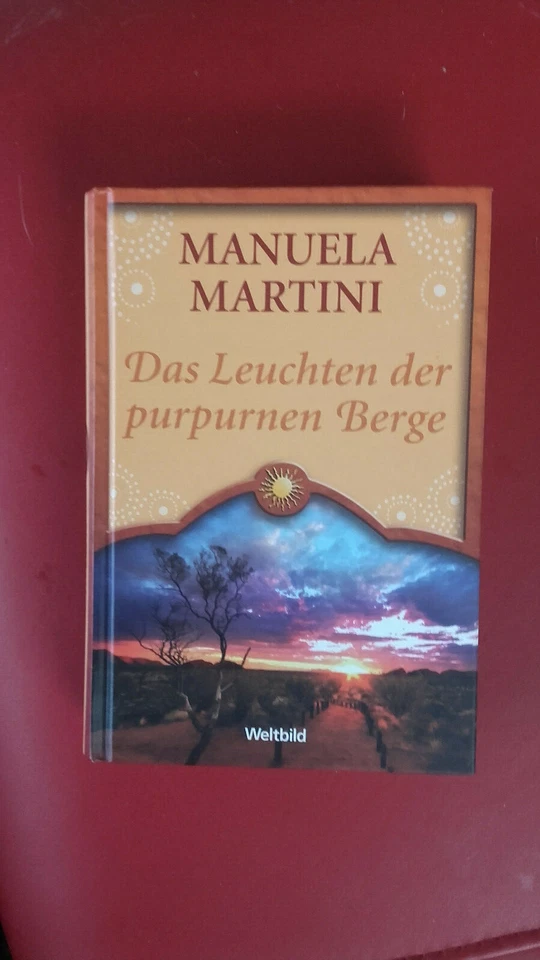 MANUELA
MARTINI
Das Leuchten der
purpurnen Berge
Weltbild